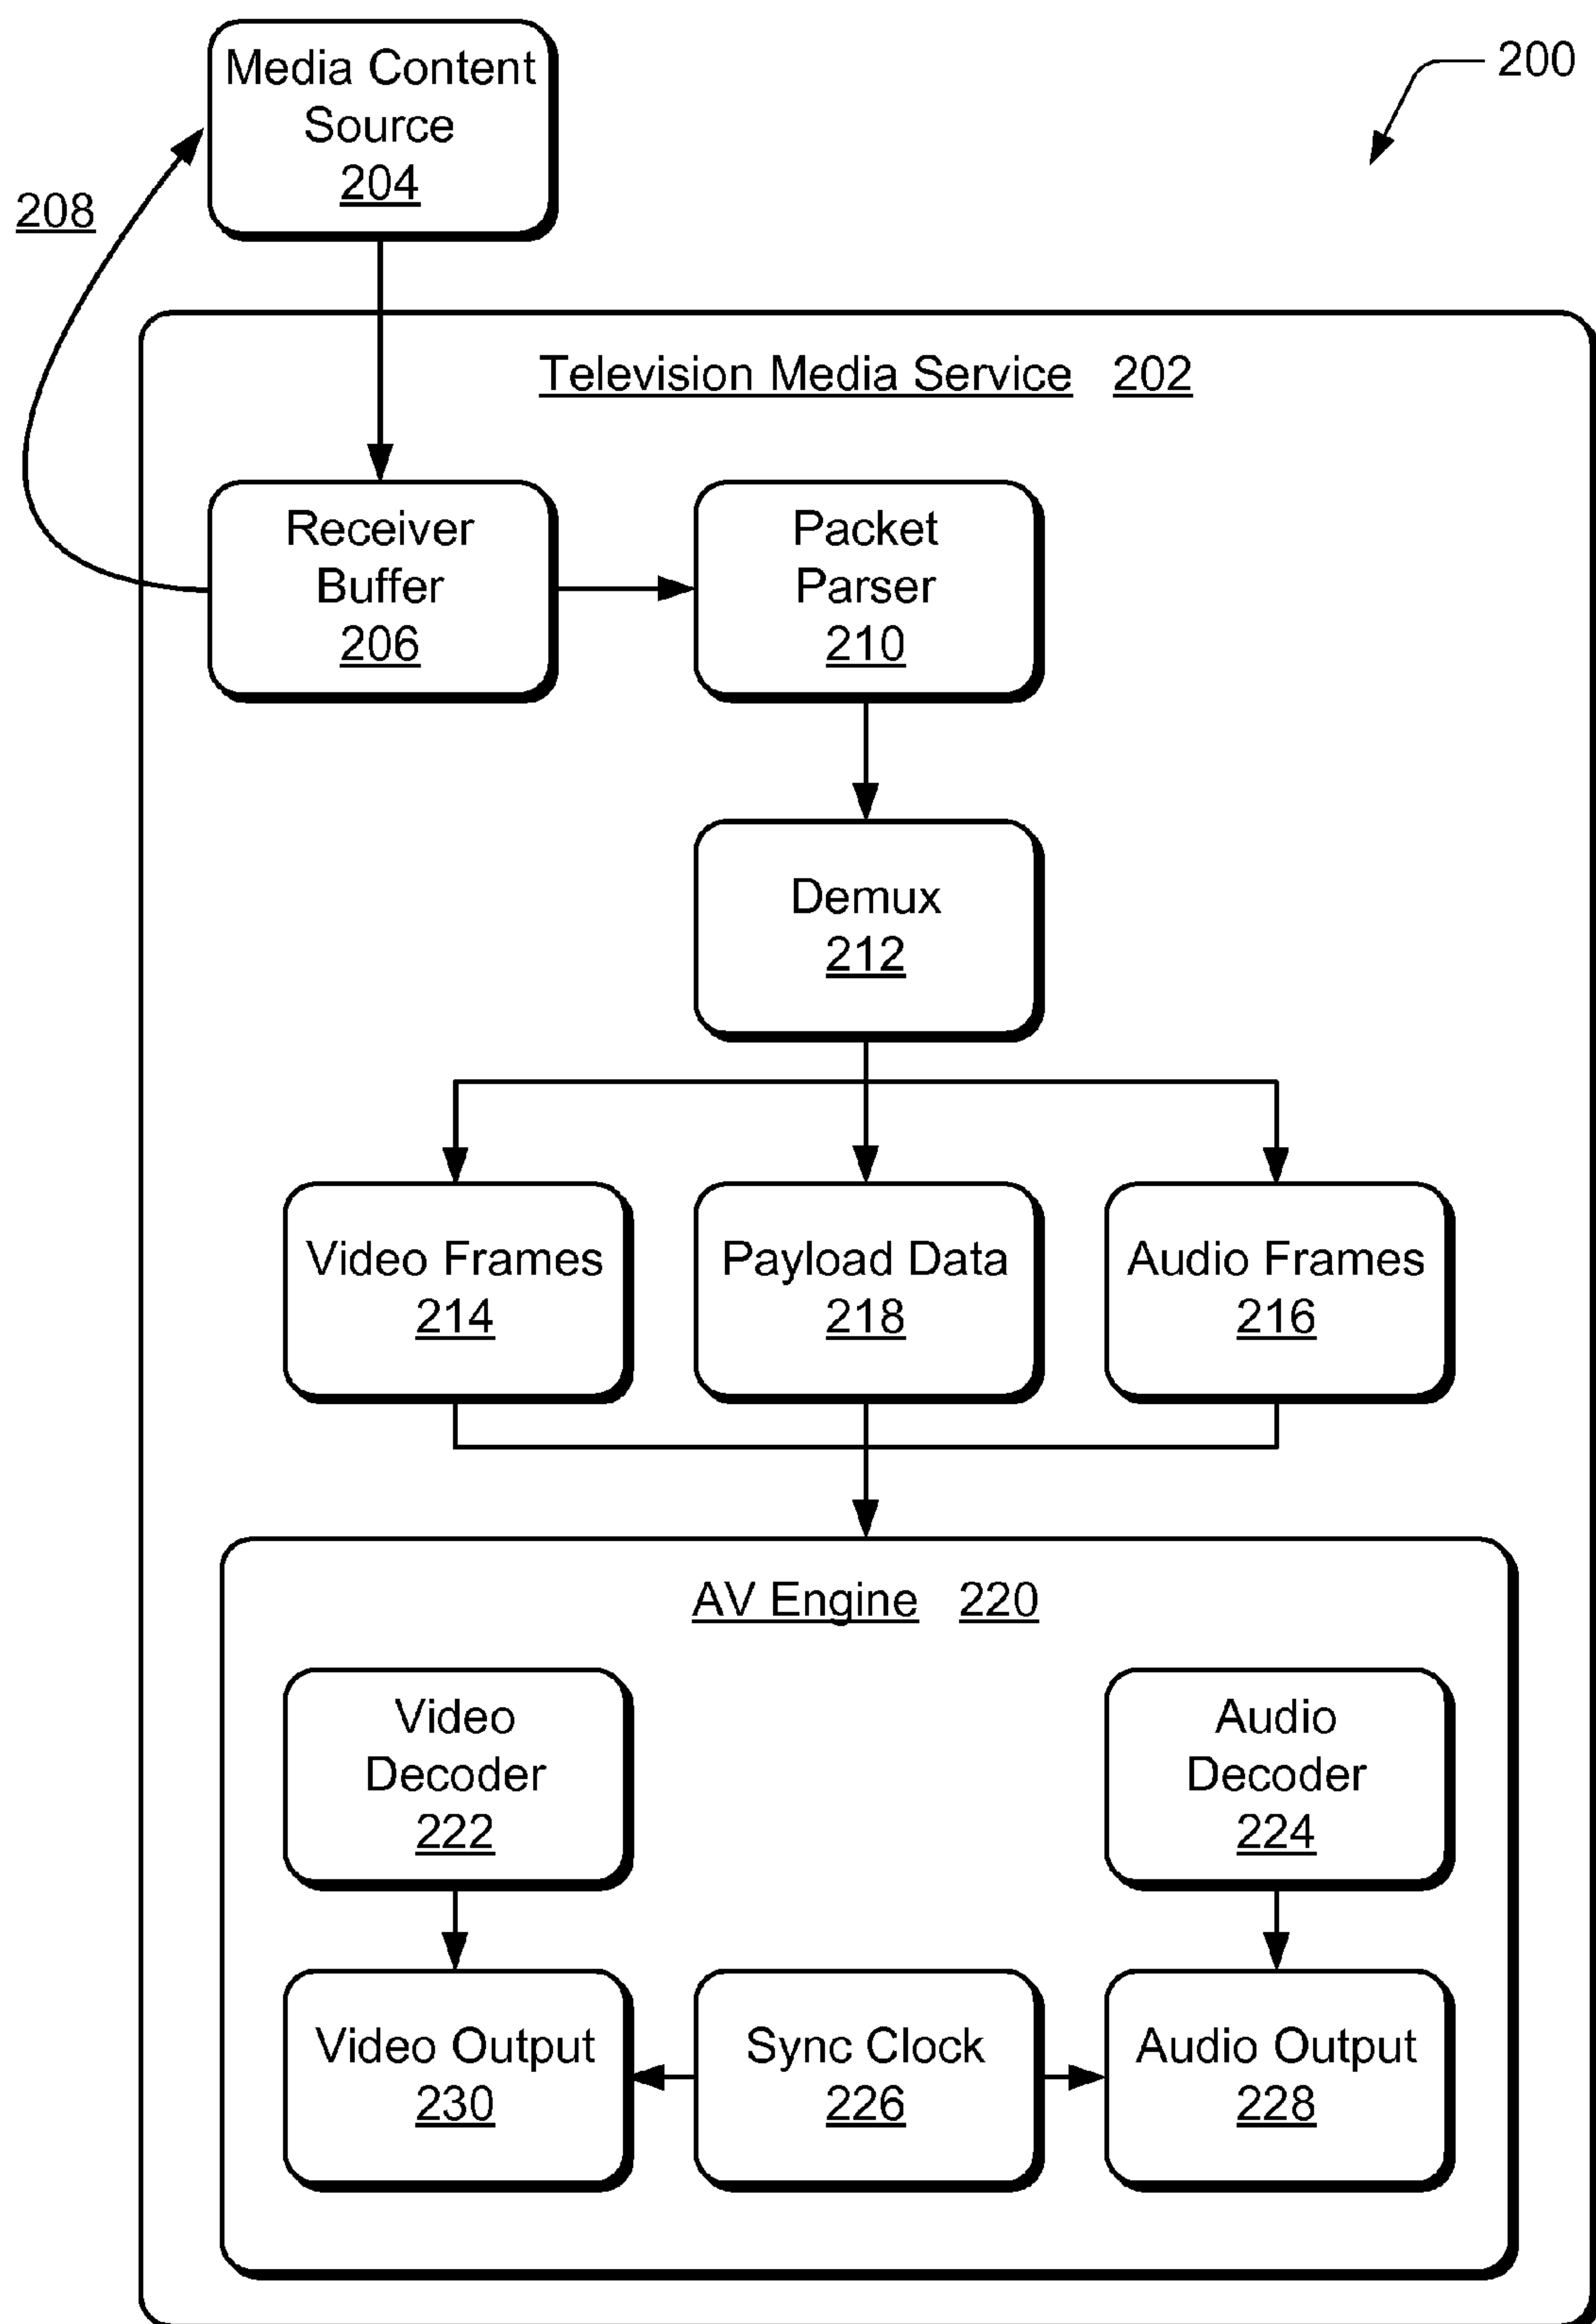 Media Content
Source
204
200
208
Television Media Service 202
Receiver
Buffer
206
Packet
Parser
210
Demux
212
Video Frames
214
Payload Data
218
Audio Frames
216
AV Engine 220
Video
Decoder
222
Audio
Decoder
224
Video Output
230
Sync Clock
226
Audio Output
228